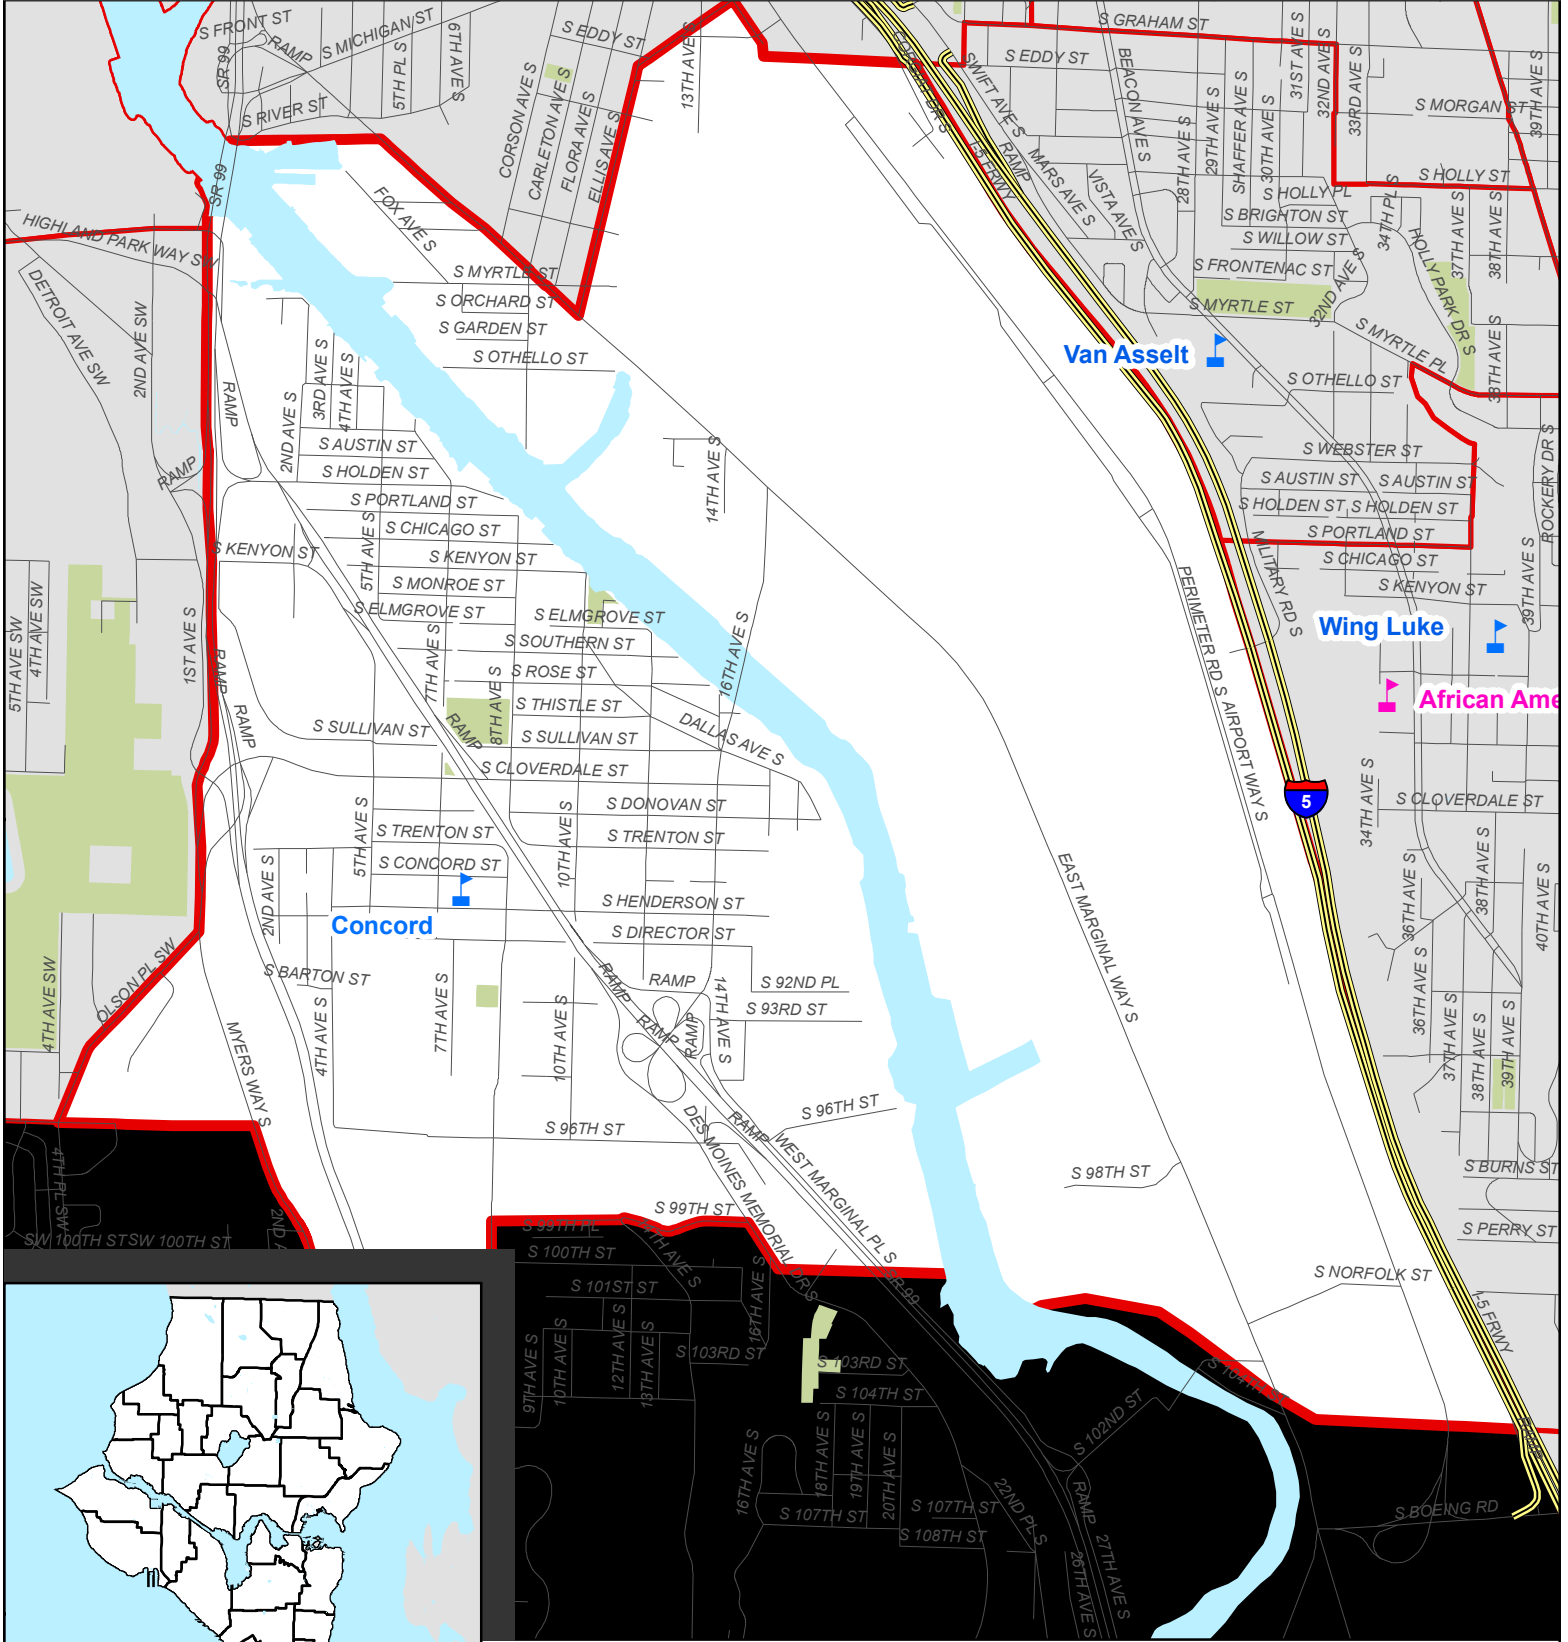 S FRONT ST
SR 99
RAMP
S MICHIGAN ST
5TH PL S
6TH AVE S
S RIVER ST
S EDDY ST
CORSON AVE S
CARLETON AVE S
FLORA AVE S
ELLIS AVE S
13TH AVE S
SWIFT AVE S
RAMP
I-5 FRWY
MARS AVE S
VISTA AVE S
BEACON AVE S
S GRAHAM ST
S EDDY ST
28TH AVE S
29TH AVE S
SHAFFER AVE S
30TH AVE S
31ST AVE S
32ND AVE S
33RD AVE S
S MORGAN ST
39TH AVE S
S HOLLY ST
S HOLLY PL
S BRIGHTON ST
S WILLOW ST
S FRONTENAC ST
34TH PL S
32ND AVE S
HOLLY PARK DR S
37TH AVE S
38TH AVE S
S MYRTLE ST
S MYRTLE PL
38TH AVE S
SR 99
HIGHLAND PARK WAY SW
DETROIT AVE SW
2ND AVE SW
RAMP
RAMP
FOX AVE S
S MYRTLE ST
S ORCHARD ST
S GARDEN ST
S OTHELLO ST
Van Asselt
S OTHELLO ST
2ND AVE S
3RD AVE S
4TH AVE S
S AUSTIN ST
S HOLDEN ST
S PORTLAND ST
S CHICAGO ST
S KENYON ST
S KENYON ST
5TH AVE S
S MONROE ST
S ELMGROVE ST
S ELMGROVE ST
14TH AVE S
S WEBSTER ST
S AUSTIN ST
S AUSTIN ST
S HOLDEN ST
S HOLDEN ST
S PORTLAND ST
S CHICAGO ST
S KENYON ST
ROCKERY DR S
39TH AVE S
MILITARY RD S
PERIMETER RD S
AIRPORT WAY S
Wing Luke
African Ame
5TH AVE SW
4TH AVE SW
1ST AVE S
RAMP
RAMP
S SOUTHERN ST
S ROSE ST
7TH AVE S
8TH AVE S
16TH AVE S
S THISTLE ST
S SULLIVAN ST
RAMP
S SULLIVAN ST
DALLAS AVE S
S CLOVERDALE ST
5
34TH AVE S
S CLOVERDALE ST
5TH AVE S
S DONOVAN ST
S TRENTON ST
S TRENTON ST
S CONCORD ST
10TH AVE S
2ND AVE S
Concord
S HENDERSON ST
S DIRECTOR ST
EAST MARGINAL WAY S
36TH AVE S
38TH AVE S
40TH AVE S
4TH AVE SW
OLSON PL SW
S BARTON ST
MYERS WAY S
4TH AVE S
7TH AVE S
10TH AVE S
RAMP
RAMP
RAMP
RAMP
14TH AVE S
S 92ND PL
S 93RD ST
36TH AVE S
37TH AVE S
38TH AVE S
39TH AVE S
S 96TH ST
S 96TH ST
DES MOINES MEMORIAL DR S
RAMP
WEST MARGINAL PL S
SR 99
S 98TH ST
S BURNS ST
S PERRY ST
4TH PL SW
SW 100TH ST
SW 100TH ST
S 99TH ST
S 99TH PL
S 100TH ST
S 101ST ST
16TH AVE S
S NORFOLK ST
I-5 FRWY
9TH AVE S
10TH AVE S
12TH AVE S
13TH AVE S
S 103RD ST
S 103RD ST
S 104TH ST
S 104TH ST
S 102ND ST
16TH AVE S
18TH AVE S
19TH AVE S
20TH AVE S
S 107TH ST
S 107TH ST
S 108TH ST
22ND PL S
RAMP
27TH AVE S
26TH AVE S
S BOEING RD